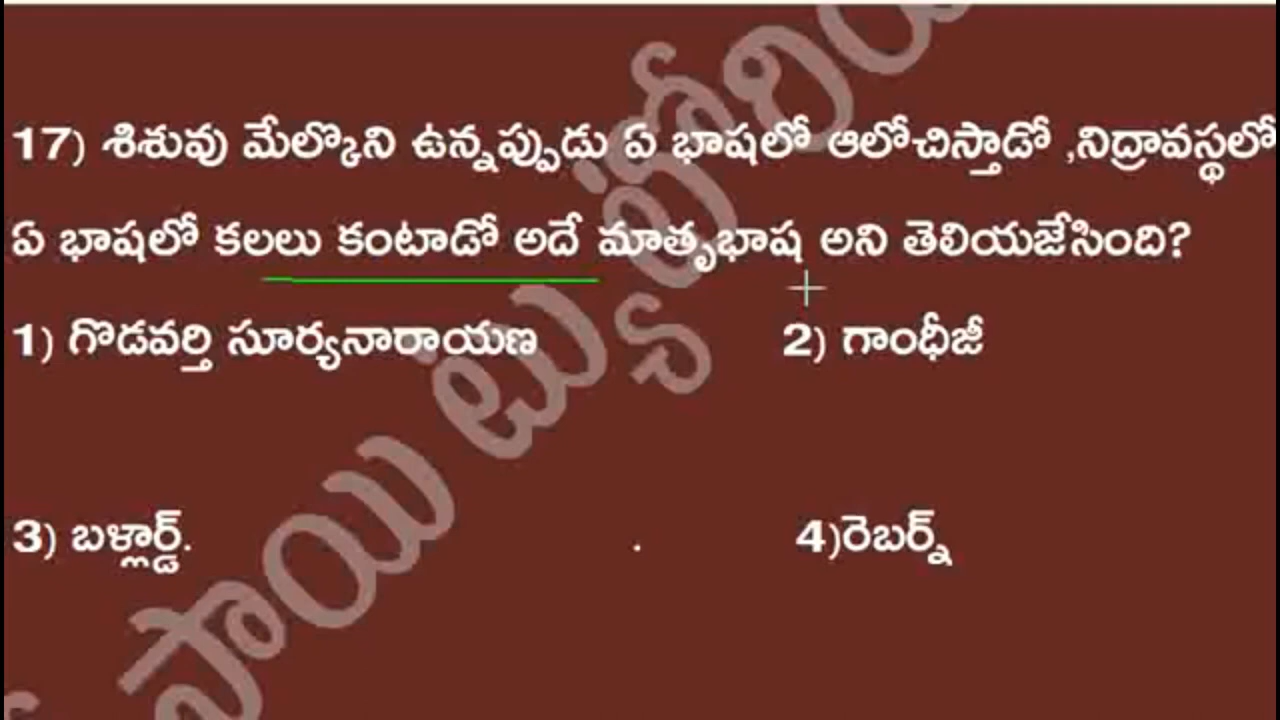 17) శిశువు మేల్కొని ఉన్నప్పుడు ఏ భాషలో ఆలోచిస్తాడో ,నిద్రావస్థలో
ఏ భాషలో కలలు కంటాడో అదే మాతృభాష అని తెలియజేసింది?
1) గొడవర్తి సూర్యనారాయణ 2) గాంధీజీ
3) బళ్లార్డ్. . 4)రెబర్న్
సాయి ట్యుటోరియ